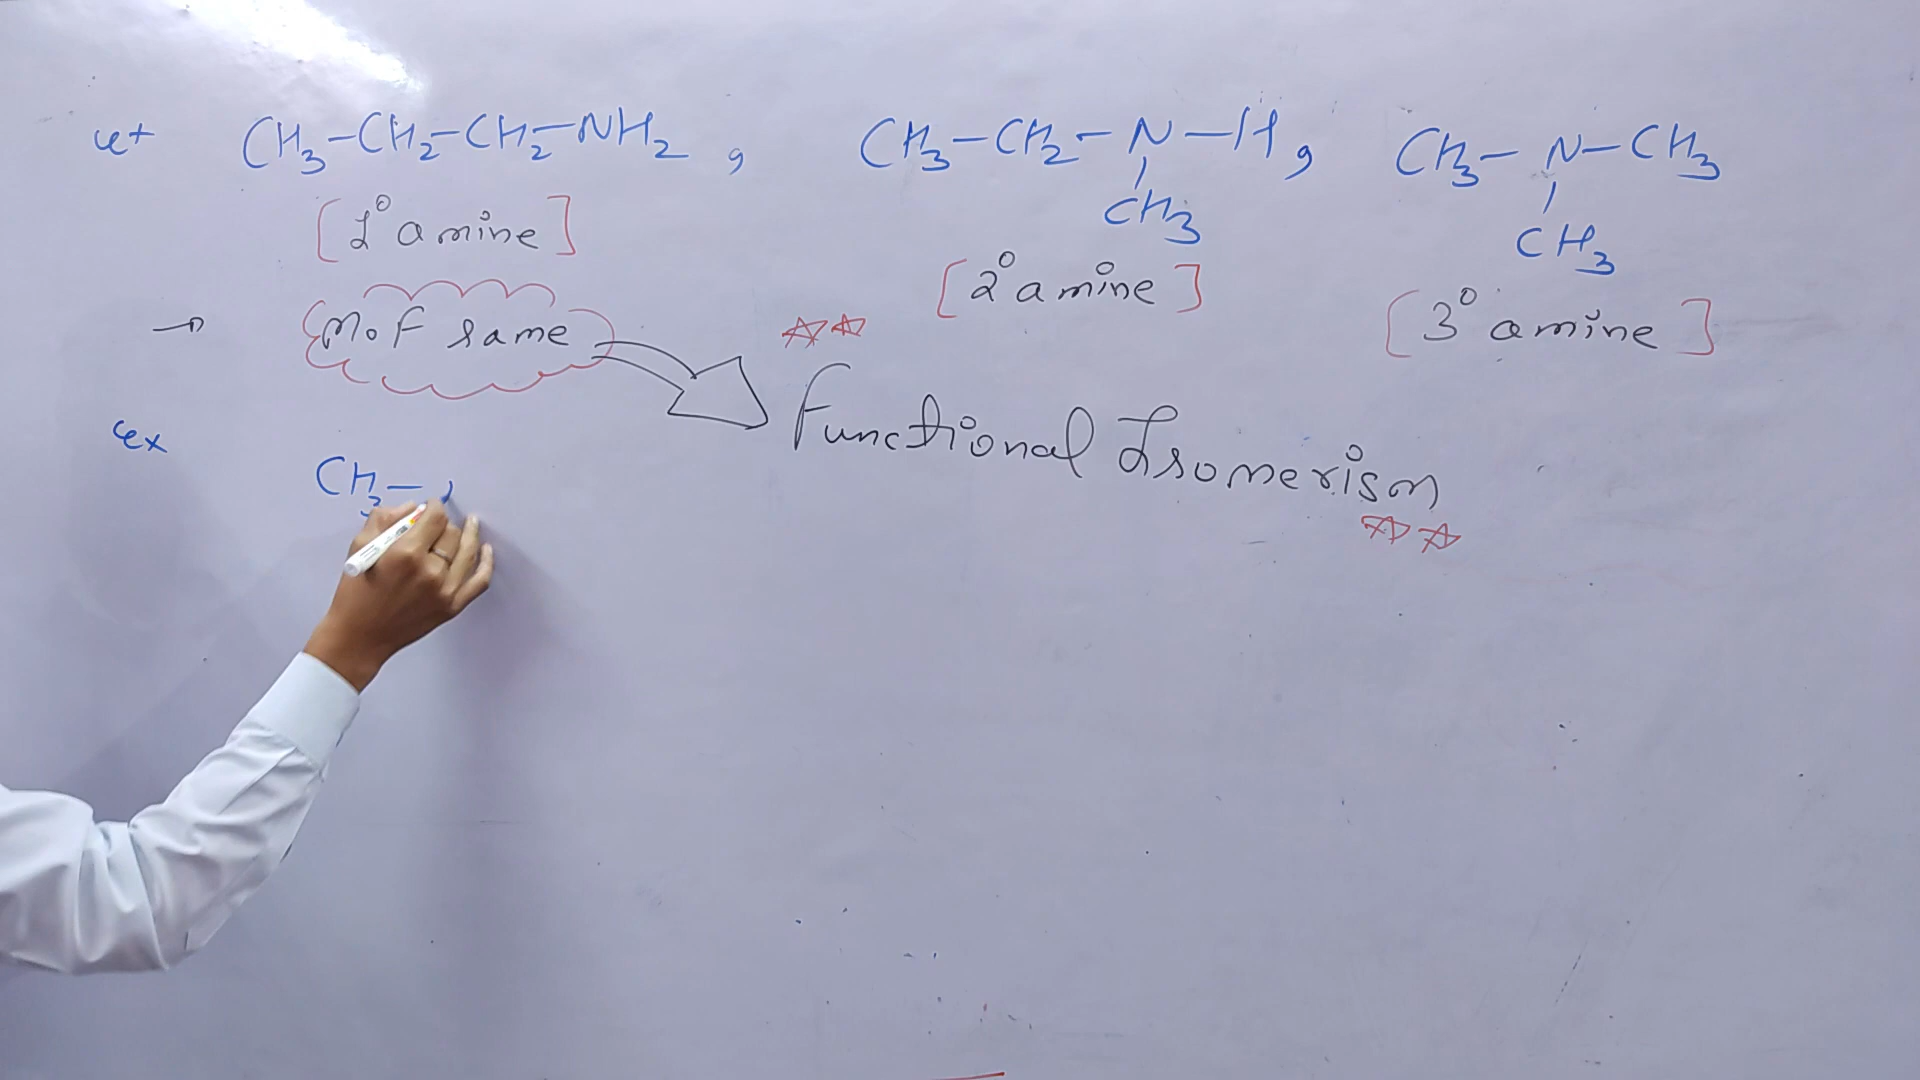 ex CH3-CH2-CH2-NH2 , CH3-CH2-N-H , CH3-N-CH3
CH3
CH3
[1° amine]
[2° amine]
[3° amine]
→ M.F same
Functional Isomerism
ex
CH3-